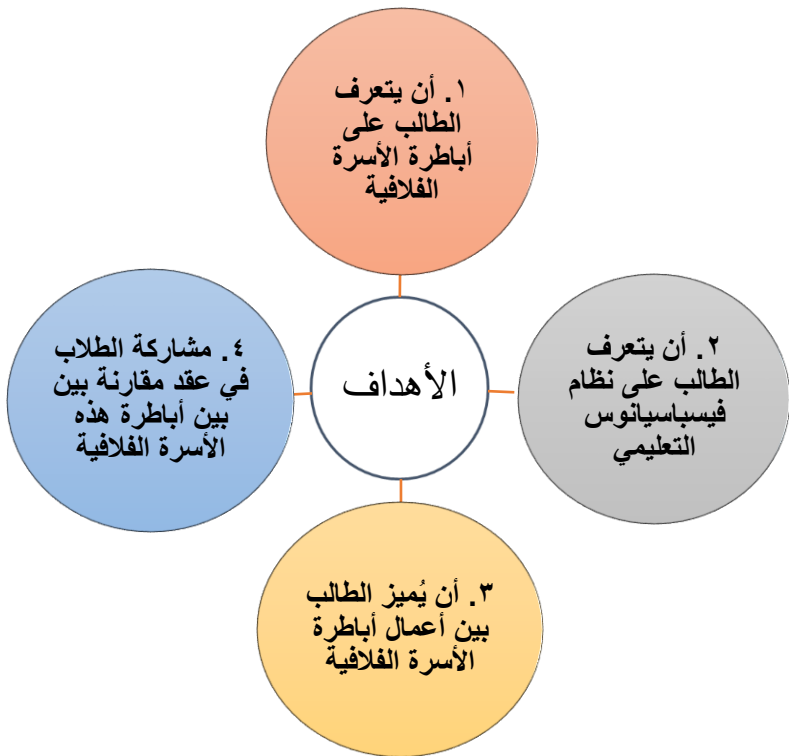 الأهداف
١. أن يتعرف
الطالب على
أباطرة الأسرة
الفلافية
٢. أن يتعرف
الطالب على نظام
فيسباسيانوس
التعليمي
٣. أن يُميز الطالب
بين أعمال أباطرة
الأسرة الفلافية
٤. مشاركة الطلاب
في عقد مقارنة بين
بين أباطرة هذه
الأسرة الفلافية